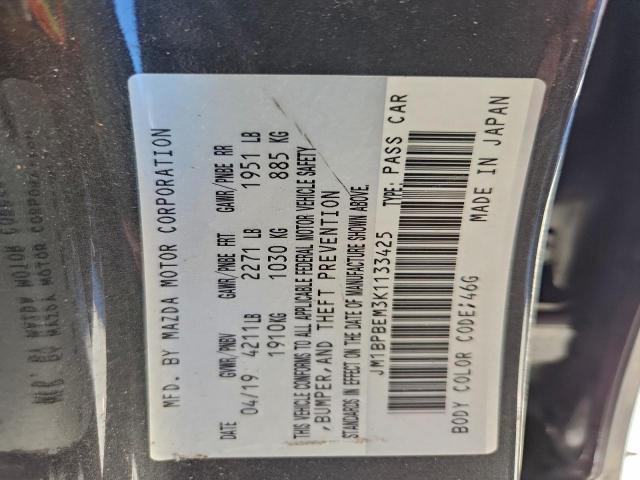 MFD. BY MAZDA MOTOR CORPORATION
DATE GVWR/PNBV GAWR/PNBE FRT GAWR/PNBE RR
04/19 4211LB 2271 LB 1951 LB
1910KG 1030 KG 885 KG
THIS VEHICLE CONFORMS TO ALL APPLICABLE FEDERAL MOTOR VEHICLE SAFETY
,BUMPER,AND THEFT PREVENTION
STANDARDS IN EFFECT ON THE DATE OF MANUFACTURE SHOWN ABOVE.
JM1BPBEM3K1133425 TYPE: PASS CAR
BODY COLOR CODE;46G MADE IN JAPAN